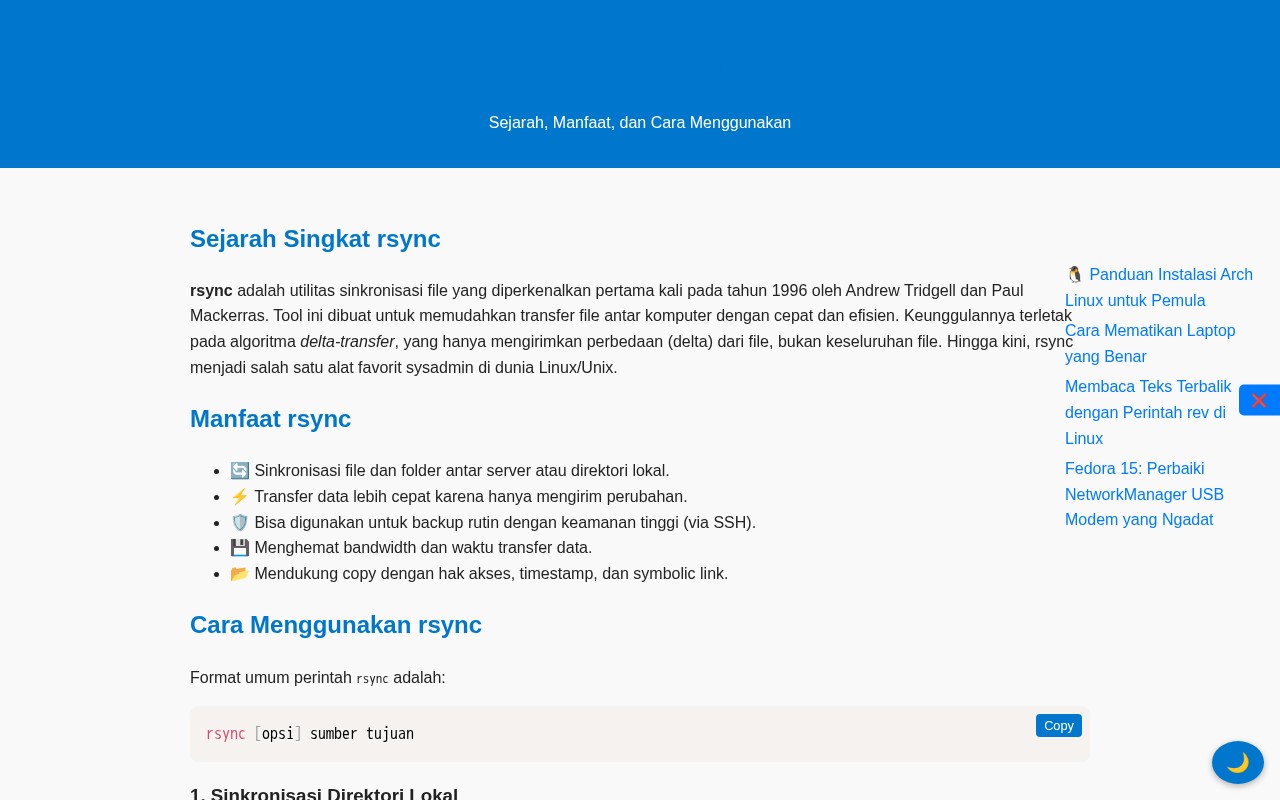 Sejarah, Manfaat, dan Cara Menggunakan
Sejarah Singkat rsync
rsync adalah utilitas sinkronisasi file yang diperkenalkan pertama kali pada tahun 1996 oleh Andrew Tridgell dan Paul
Mackerras. Tool ini dibuat untuk memudahkan transfer file antar komputer dengan cepat dan efisien. Keunggulannya terletak
pada algoritma delta-transfer, yang hanya mengirimkan perbedaan (delta) dari file, bukan keseluruhan file. Hingga kini, rsync
menjadi salah satu alat favorit sysadmin di dunia Linux/Unix.
Manfaat rsync
🔄 Sinkronisasi file dan folder antar server atau direktori lokal.
⚡ Transfer data lebih cepat karena hanya mengirim perubahan.
🛡️ Bisa digunakan untuk backup rutin dengan keamanan tinggi (via SSH).
💾 Menghemat bandwidth dan waktu transfer data.
📂 Mendukung copy dengan hak akses, timestamp, dan symbolic link.
Cara Menggunakan rsync
Format umum perintah rsync adalah:
rsync [opsi] sumber tujuan
Copy
1. Sinkronisasi Direktori Lokal
🐧 Panduan Instalasi Arch
Linux untuk Pemula
Cara Mematikan Laptop
yang Benar
Membaca Teks Terbalik
dengan Perintah rev di
Linux
Fedora 15: Perbaiki
NetworkManager USB
Modem yang Ngadat